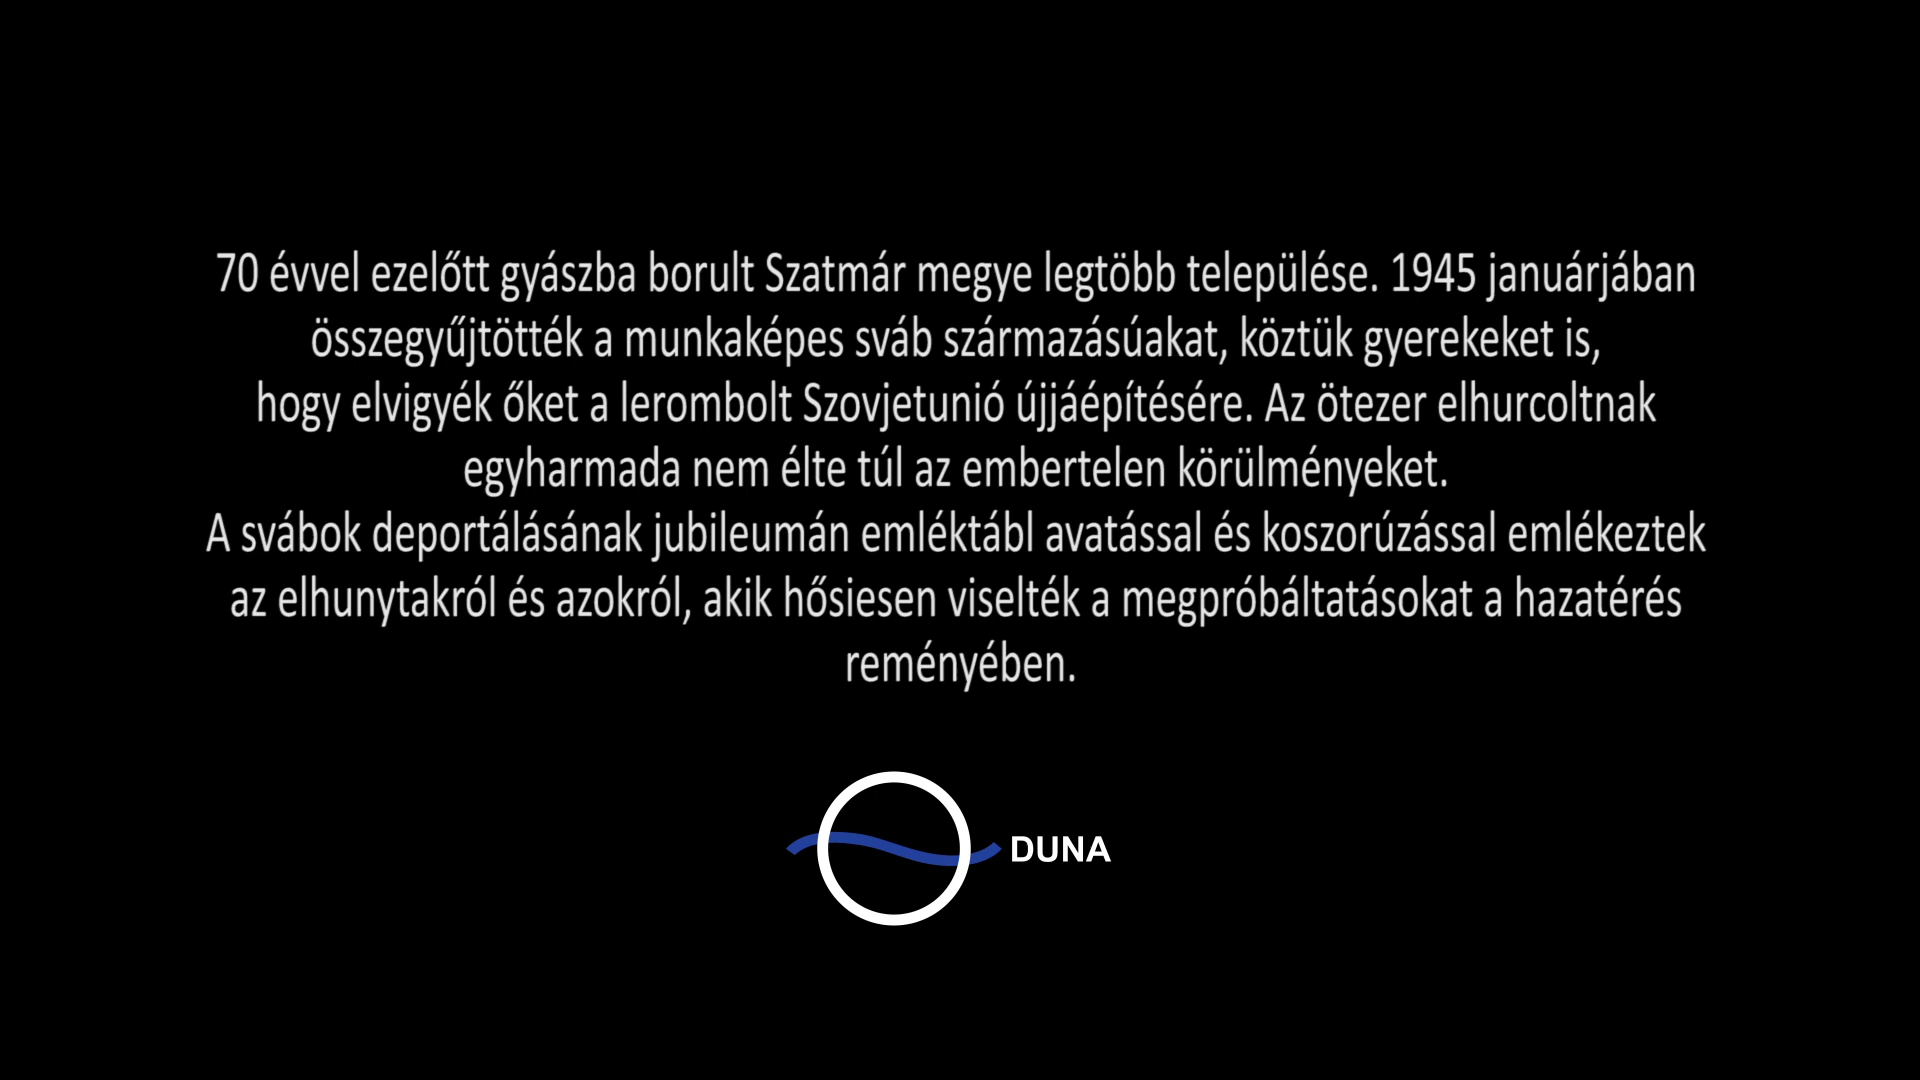 70 évvel ezelőtt gyászba borult Szatmár megye legtöbb települése. 1945 januárjában
összegyűjtötték a munkaképes sváb származásúakat, köztük gyerekeket is,
hogy elvigyék őket a lerombolt Szovjetunió újjáépítésére. Az ötezer elhurcoltnak
egyharmada nem élte túl az embertelen körülményeket.
A svábok deportálásának jubileumán emléktábl avatással és koszorúzással emlékeztek
az elhunytakról és azokról, akik hősiesen viselték a megpróbáltatásokat a hazatérés
reményében.
DUNA